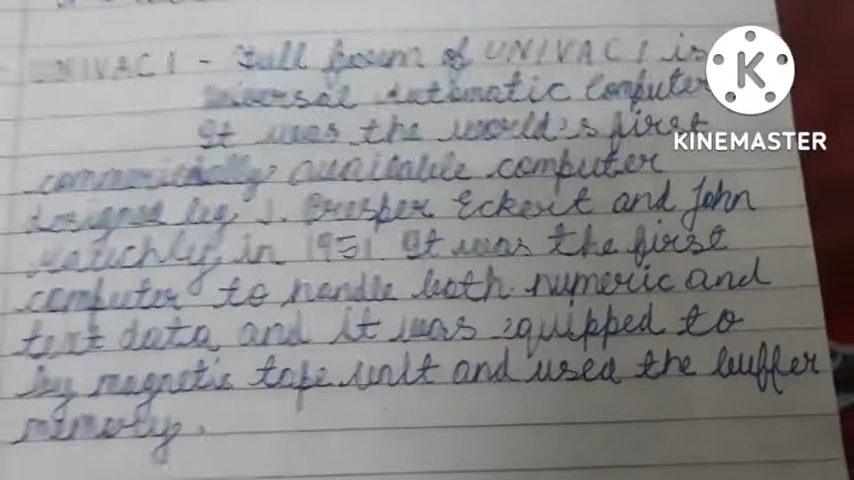 UNIVAC I - Full form of UNIVAC I is
universal automatic Computer
It was the world's first
commercially available computer
designed by J. Presper Eckert and John
Mauchly in 1951. It was the first
computer to handle both numeric and
text data and it was equipped to
by magnetic tape unit and used the buffer
memory.
K
KINEMASTER